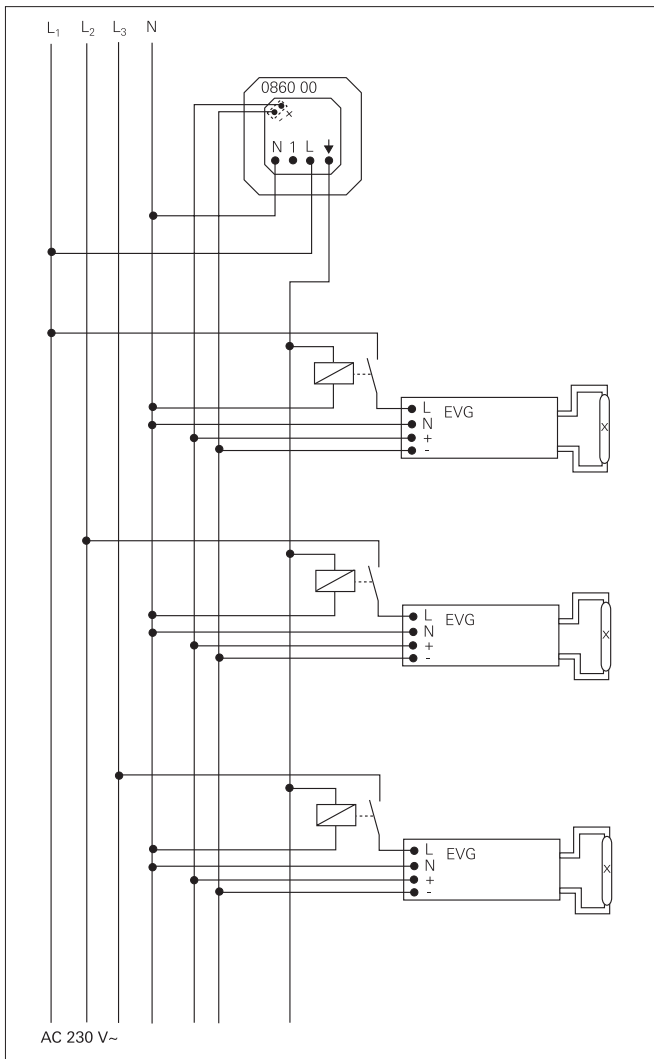 L₁ L₂ L₃ N
0860 00
x
N 1 L
L EVG
N
+
-
x
L EVG
N
+
-
x
L EVG
N
+
-
x
AC 230 V~